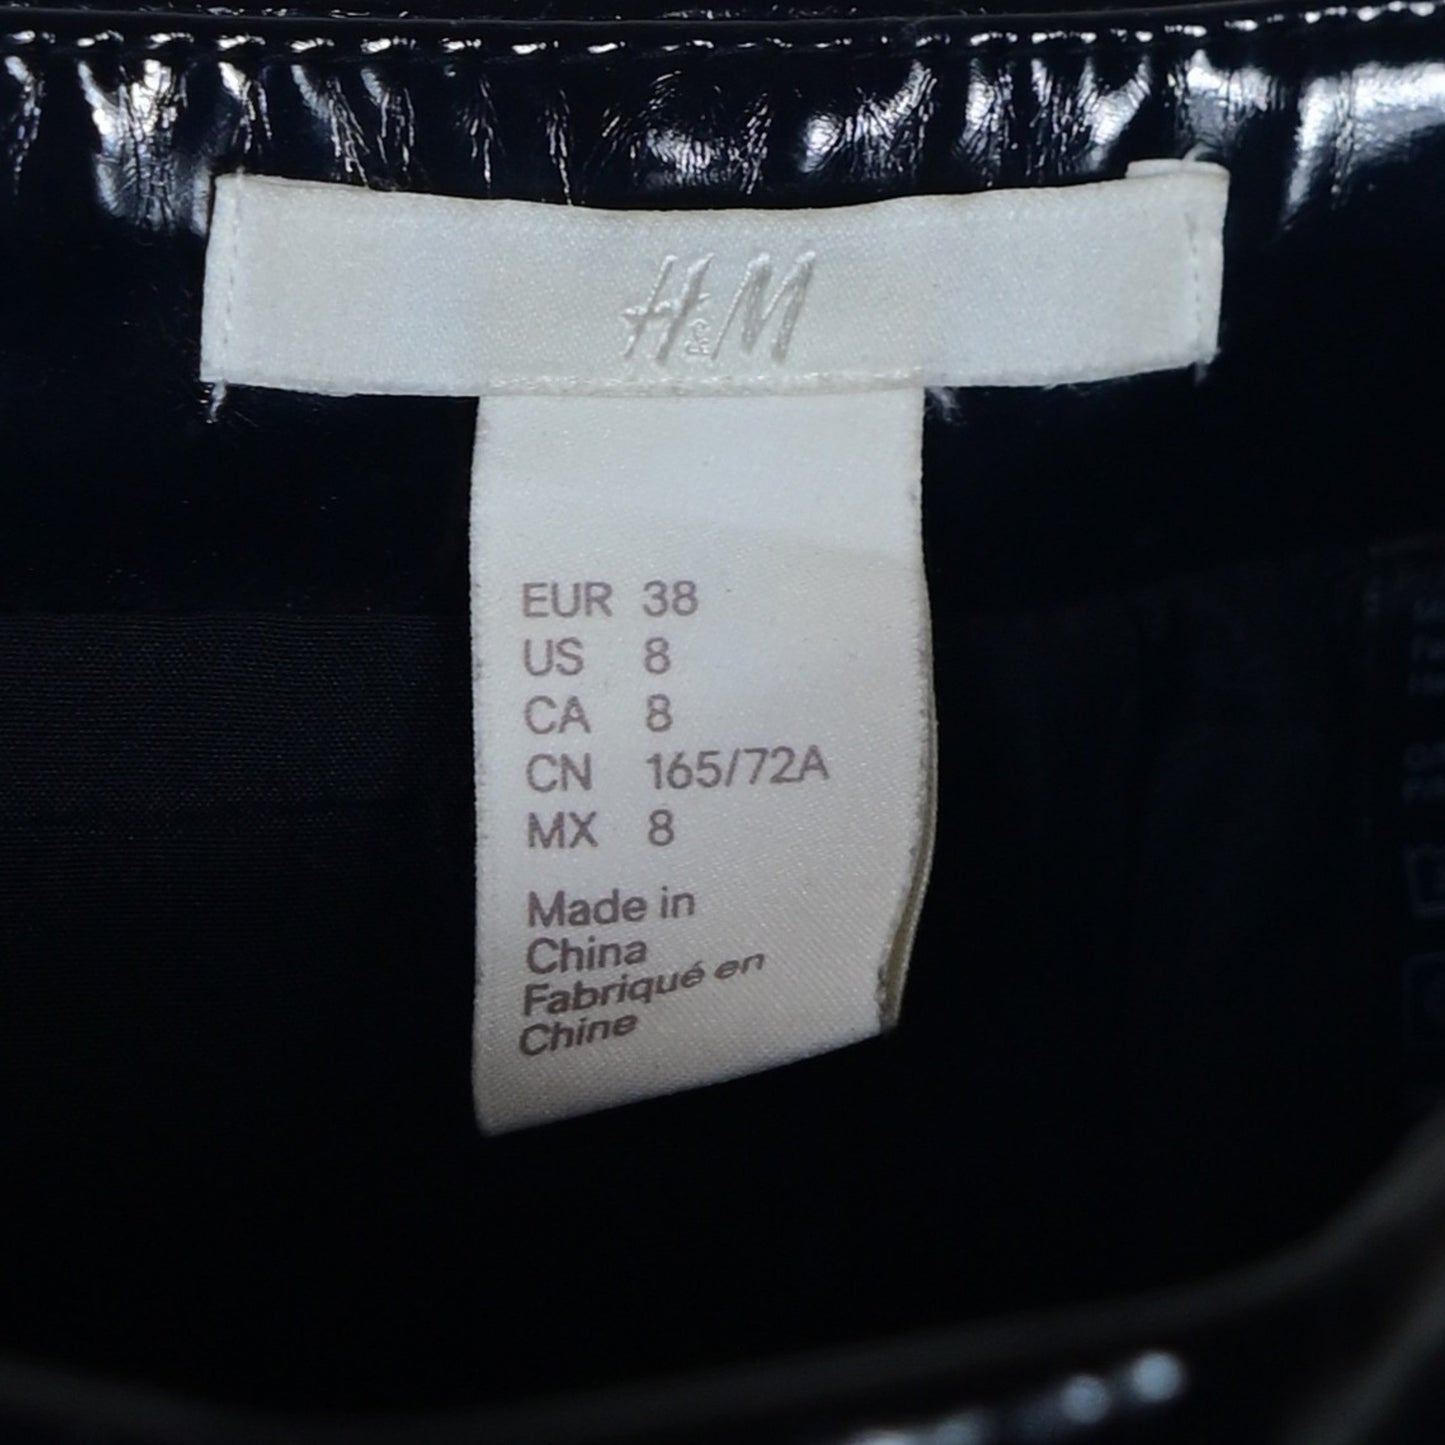 H&M
EUR 38
US 8
CA 8
CN 165/72A
MX 8
Made in
China
Fabriqué en
Chine